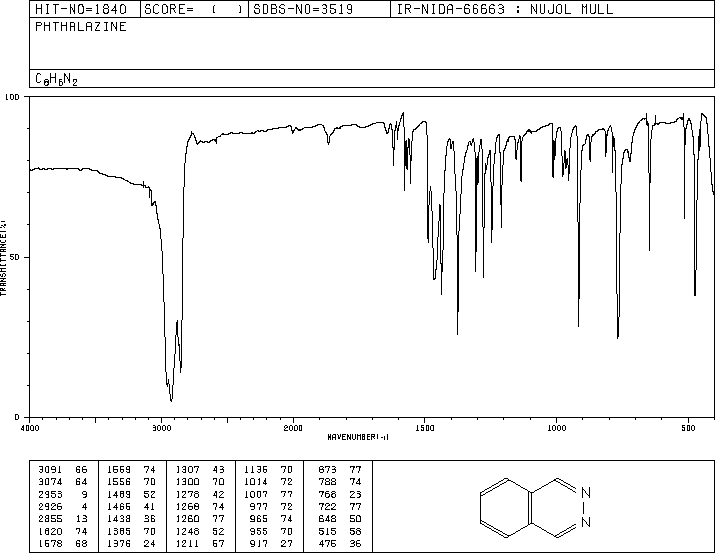 HIT-NO=1840 SCORE= ( ) SDBS-NO=3519 IR-NIDA-66663 : NUJOL MULL
PHTHALAZINE
C8H6N2
100
50
0
TRANSMITTANCE(%)
4000 3000 2000 1500 1000 500
WAVENUMBER(-1)
3091 66 1569 74 1307 43 1136 70 873 77
3074 64 1556 70 1300 70 1014 72 788 74
2953 9 1489 52 1278 42 1007 77 768 23
2926 4 1466 41 1268 74 977 72 722 77
2855 13 1438 36 1260 77 965 74 648 50
1620 74 1385 70 1248 52 955 70 515 58
1578 68 1376 24 1211 57 917 27 476 36
N
N